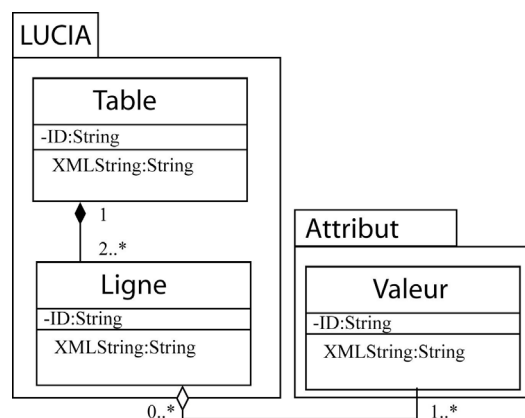 LUCIA
Table
-ID:String
XMLString:String
1
2..*
Ligne
-ID:String
XMLString:String
0..*
Attribut
Valeur
-ID:String
XMLString:String
1..*